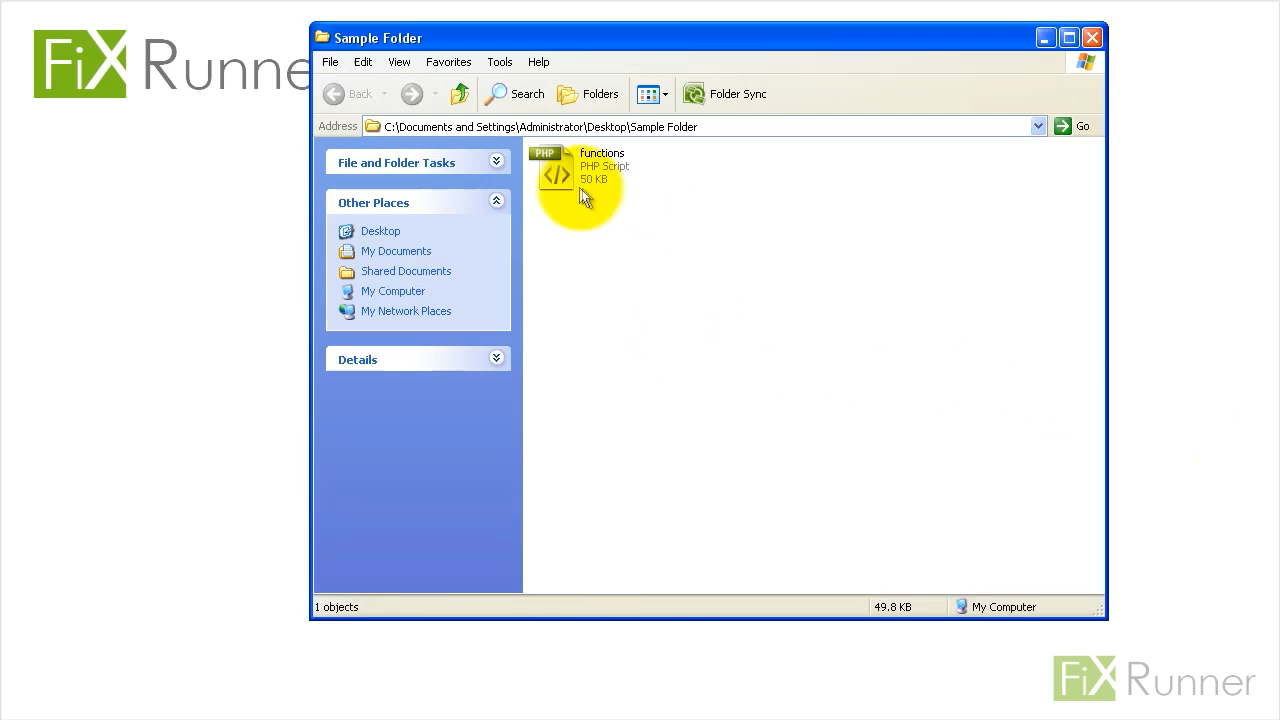 FiX Runne
Sample Folder
File Edit View Favorites Tools Help
Back Search Folders Folder Sync
Address C:\Documents and Settings\Administrator\Desktop\Sample Folder Go
File and Folder Tasks
Other Places
Desktop
My Documents
Shared Documents
My Computer
My Network Places
Details
PHP
</>
functions
PHP Script
50 KB
1 objects 49.8 KB My Computer
FiX Runner